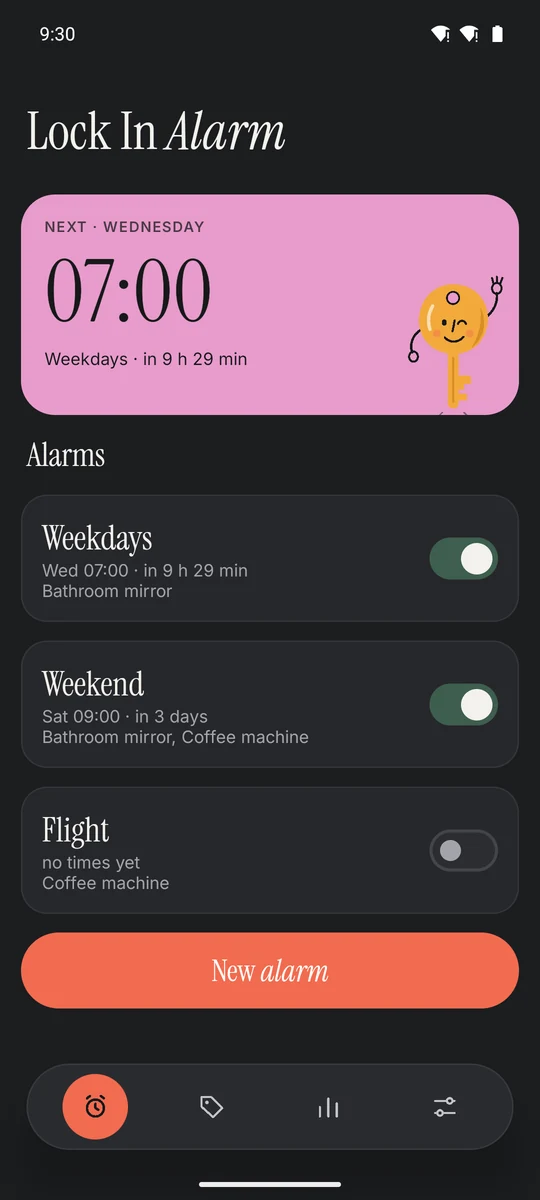 9:30
Lock In Alarm
NEXT · WEDNESDAY
07:00
Weekdays · in 9 h 29 min
Alarms
Weekdays
Wed 07:00 · in 9 h 29 min
Bathroom mirror
Weekend
Sat 09:00 · in 3 days
Bathroom mirror, Coffee machine
Flight
no times yet
Coffee machine
New alarm